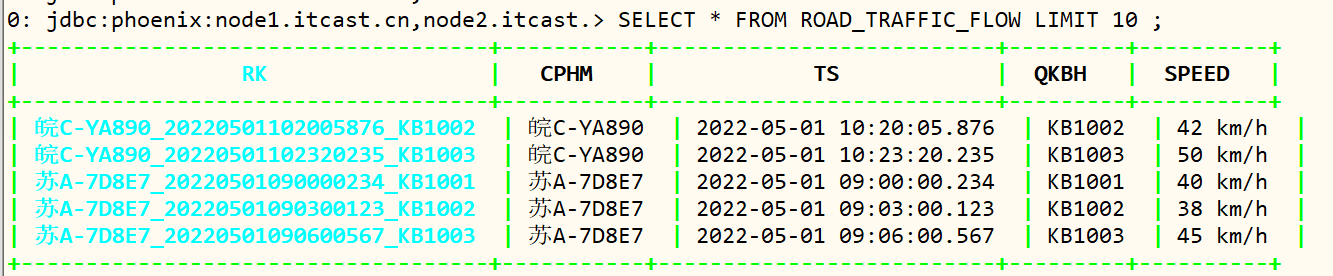 0: jdbc:phoenix:node1.itcast.cn,node2.itcast.> SELECT * FROM ROAD_TRAFFIC_FLOW LIMIT 10 ;
+-----------------------------------+-----------+--------------------------+---------+----------+
| RK | CPHM | TS | QKBH | SPEED |
+-----------------------------------+-----------+--------------------------+---------+----------+
| 皖C-YA890_20220501102005876_KB1002 | 皖C-YA890 | 2022-05-01 10:20:05.876 | KB1002 | 42 km/h |
| 皖C-YA890_20220501102320235_KB1003 | 皖C-YA890 | 2022-05-01 10:23:20.235 | KB1003 | 50 km/h |
| 苏A-7D8E7_20220501090000234_KB1001 | 苏A-7D8E7 | 2022-05-01 09:00:00.234 | KB1001 | 40 km/h |
| 苏A-7D8E7_20220501090300123_KB1002 | 苏A-7D8E7 | 2022-05-01 09:03:00.123 | KB1002 | 38 km/h |
| 苏A-7D8E7_20220501090600567_KB1003 | 苏A-7D8E7 | 2022-05-01 09:06:00.567 | KB1003 | 45 km/h |
+-----------------------------------+-----------+--------------------------+---------+----------+